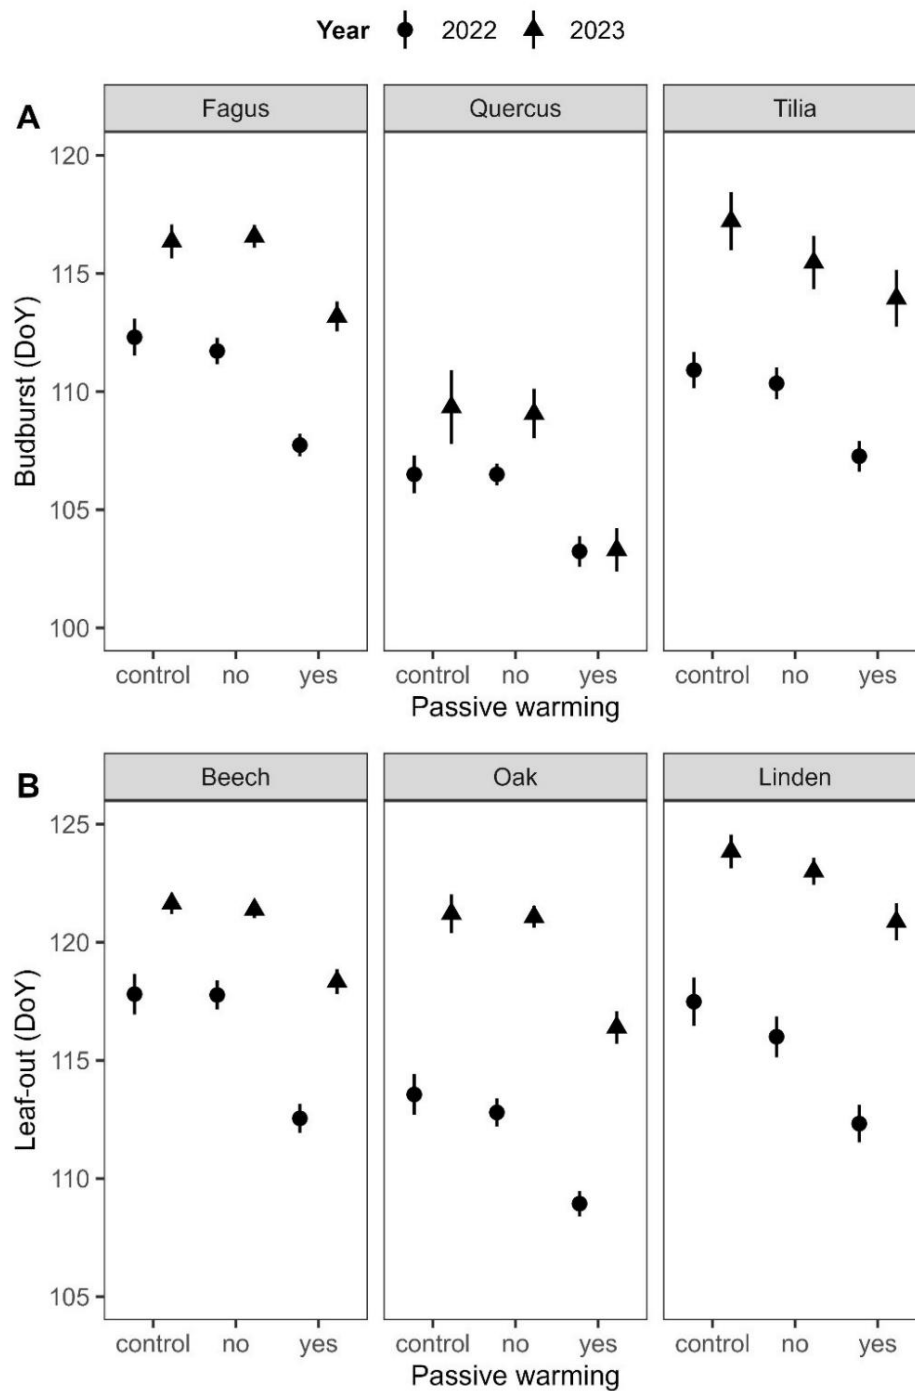 Year 2022 2023
A
Fagus Quercus Tilia
Budburst (DoY)
120
115
110
105
100
control no yes control no yes control no yes
Passive warming
B
Beech Oak Linden
Leaf-out (DoY)
125
120
115
110
105
control no yes control no yes control no yes
Passive warming